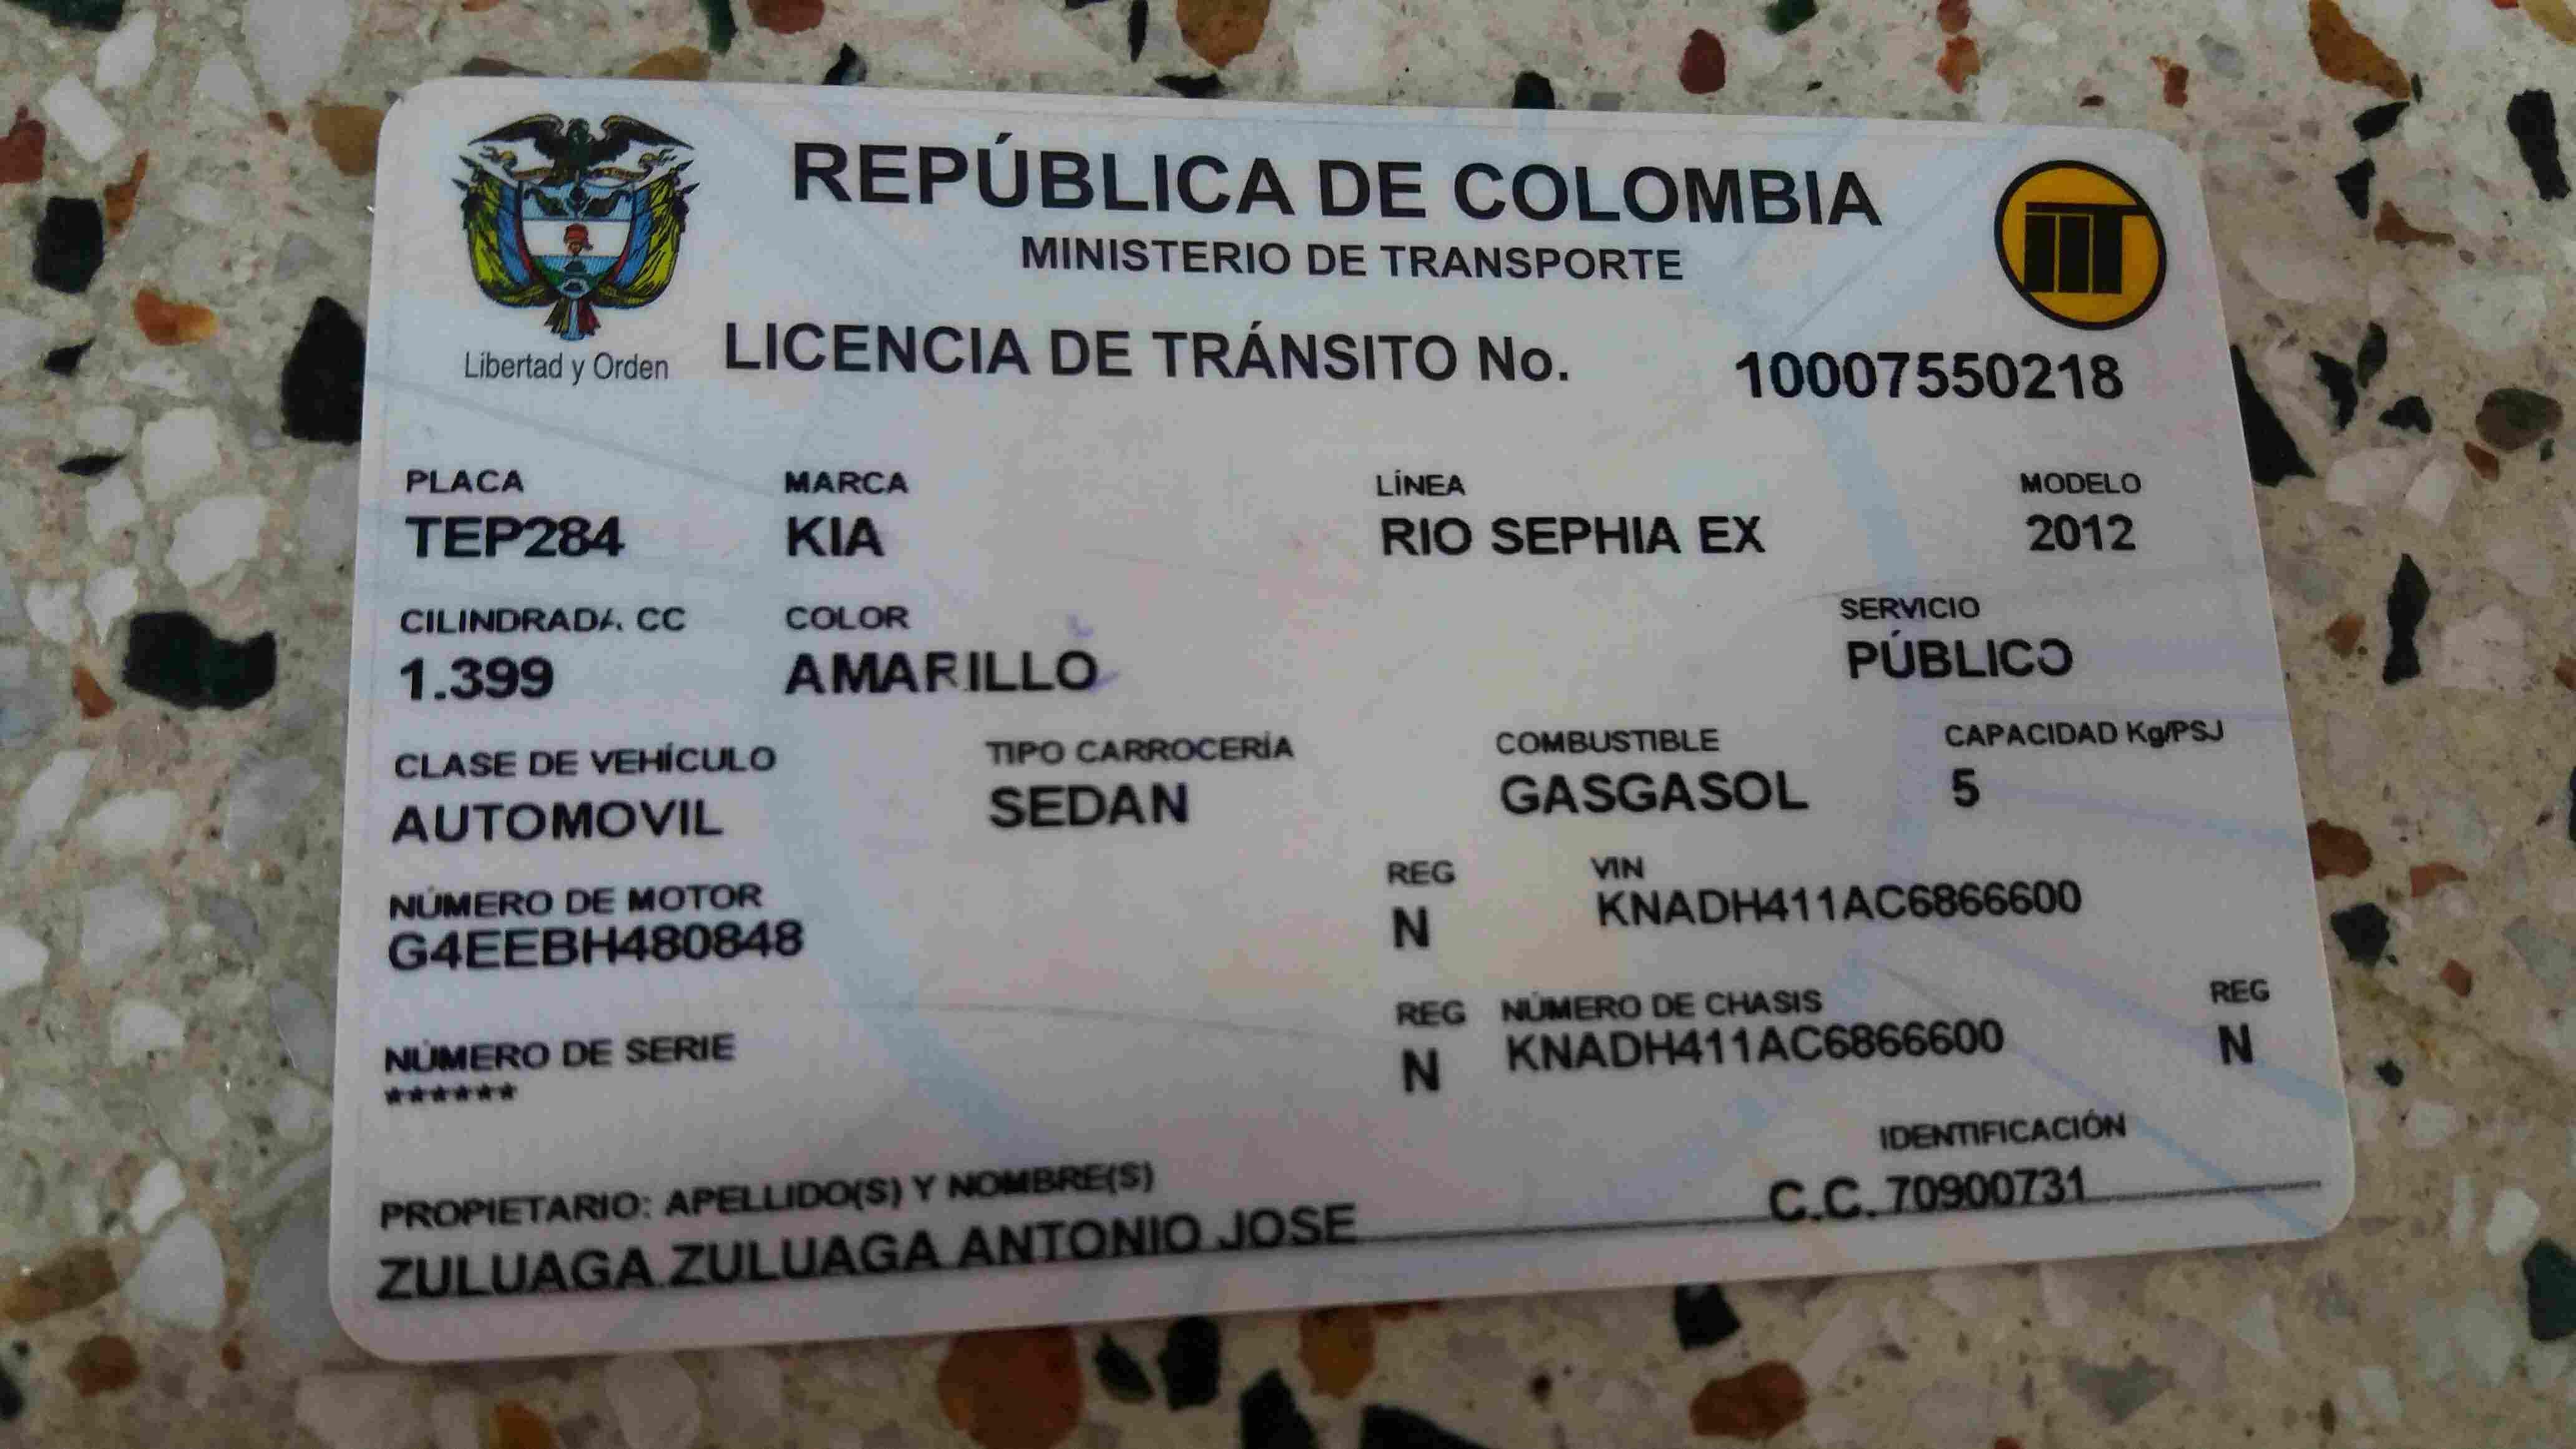 REPÚBLICA DE COLOMBIA
MINISTERIO DE TRANSPORTE
Libertad y Orden
LICENCIA DE TRÁNSITO No. 10007550218
PLACA MARCA LÍNEA MODELO
TEP284 KIA RIO SEPHIA EX 2012
CILINDRADA CC COLOR SERVICIO
1.399 AMARILLO PÚBLICO
CLASE DE VEHÍCULO TIPO CARROCERÍA COMBUSTIBLE CAPACIDAD Kg/PSJ
AUTOMOVIL SEDAN GASGASOL 5
NÚMERO DE MOTOR REG VIN
G4EEBH480848 N KNADH411AC6866600
NÚMERO DE SERIE REG NÚMERO DE CHASIS REG
****** N KNADH411AC6866600 N
PROPIETARIO: APELLIDO(S) Y NOMBRE(S) IDENTIFICACIÓN
ZULUAGA ZULUAGA ANTONIO JOSE C.C. 70900731